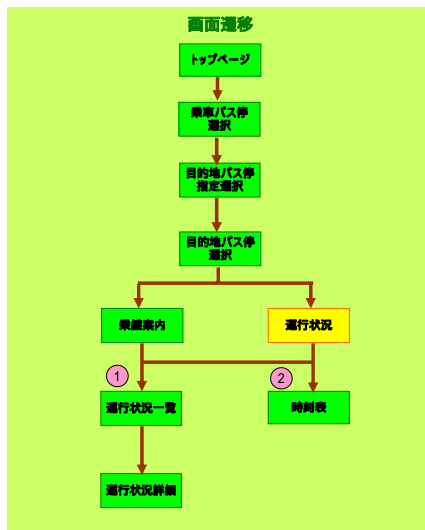 画面遷移
トップページ
乗車バス停
選択
目的地バス停
指定選択
目的地バス停
選択
乗継案内
運行状況
1
2
運行状況一覧
時刻表
運行状況詳細